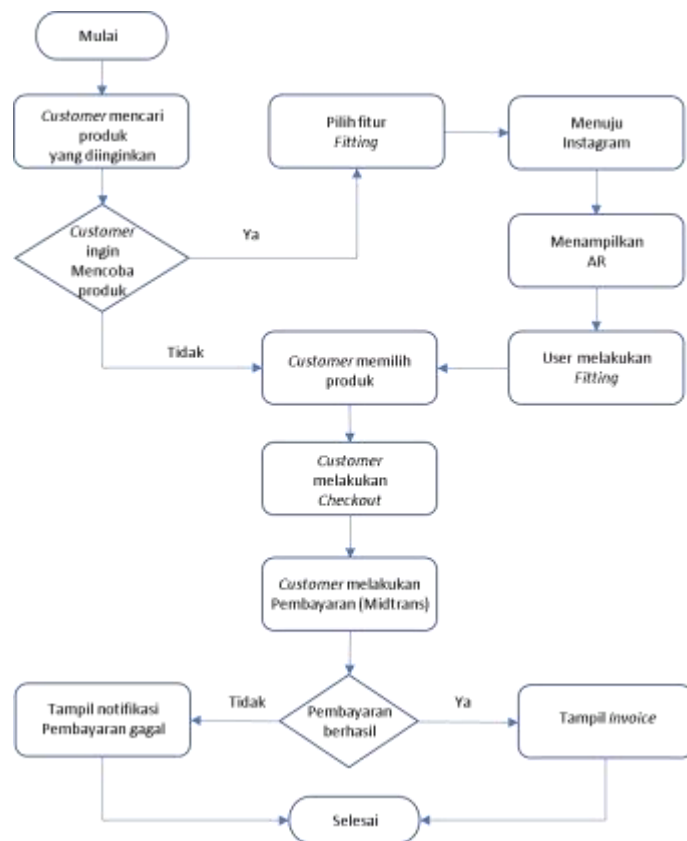 Mulai
Customer mencari
produk
yang diinginkan
Pilih fitur
Fitting
Menuju
Instagram
Customer
ingin
Mencoba
produk
Ya
Menampilkan
AR
Tidak
Customer memilih
produk
User melakukan
Fitting
Customer
melakukan
Checkout
Customer melakukan
Pembayaran (Midtrans)
Tampil notifikasi
Pembayaran gagal
Tidak
Pembayaran
berhasil
Ya
Tampil Invoice
Selesai